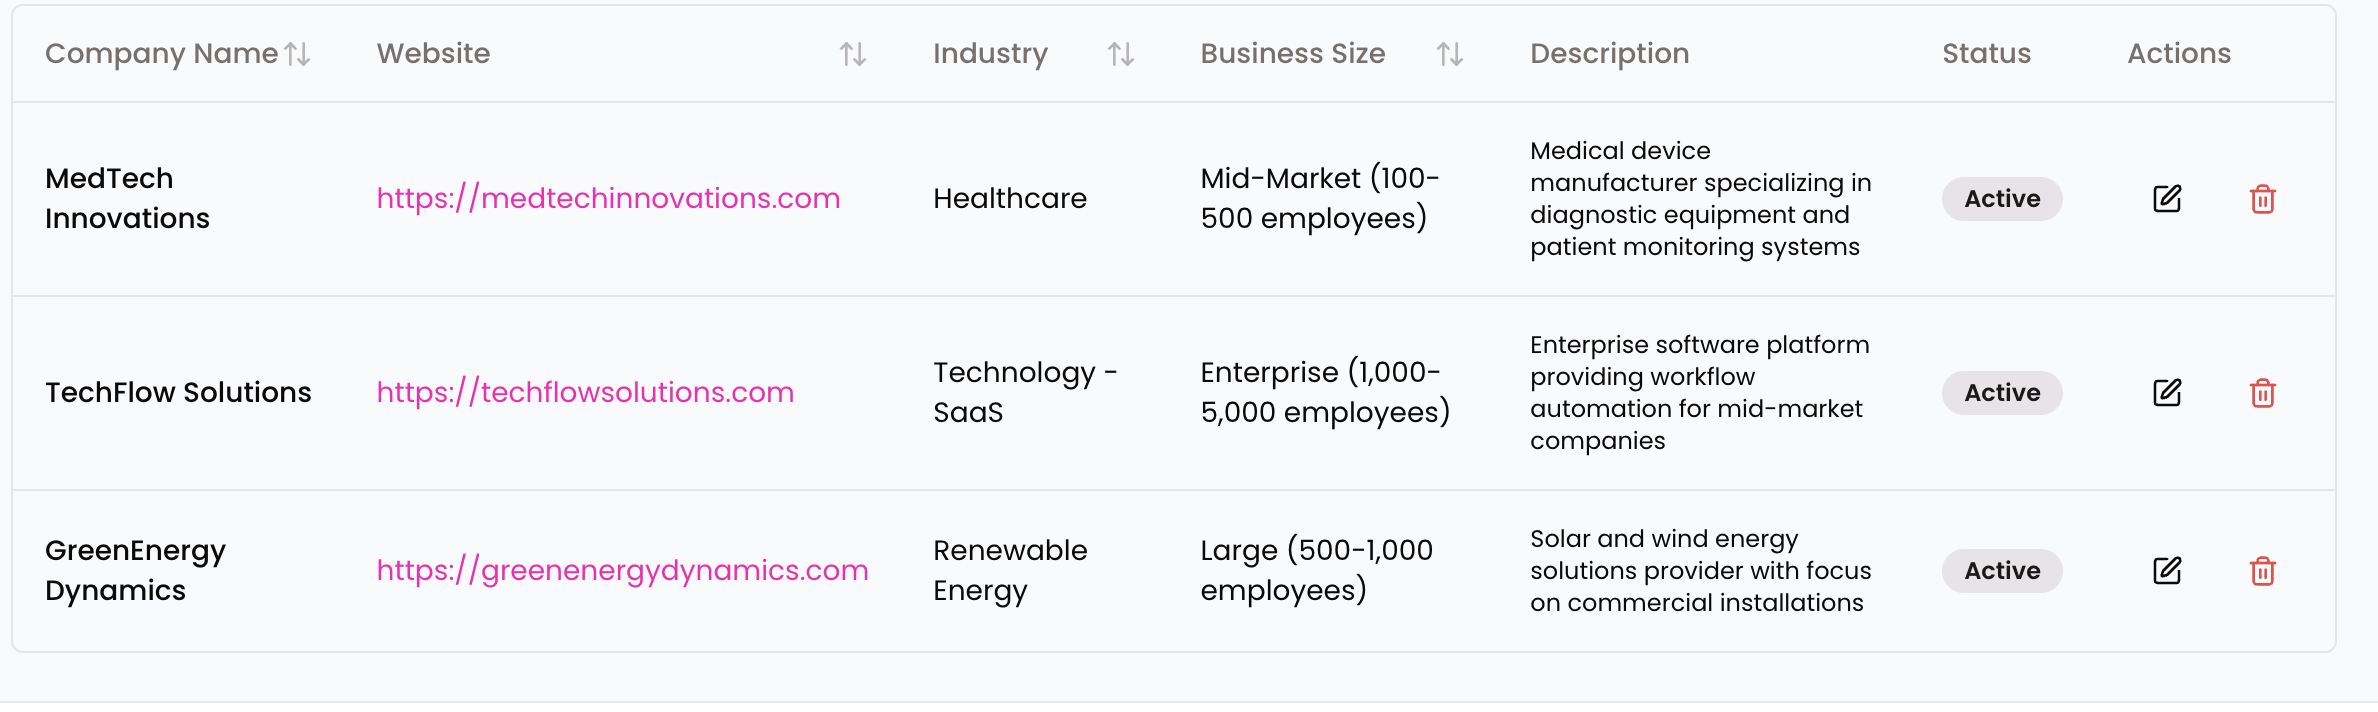 Company Name
Website
Industry
Business Size
Description
Status
Actions
MedTech
Innovations
https://medtechinnovations.com
Healthcare
Mid-Market (100-
500 employees)
Medical device
manufacturer specializing in
diagnostic equipment and
patient monitoring systems
Active
TechFlow Solutions
https://techflowsolutions.com
Technology -
SaaS
Enterprise (1,000-
5,000 employees)
Enterprise software platform
providing workflow
automation for mid-market
companies
Active
GreenEnergy
Dynamics
https://greenenergydynamics.com
Renewable
Energy
Large (500-1,000
employees)
Solar and wind energy
solutions provider with focus
on commercial installations
Active